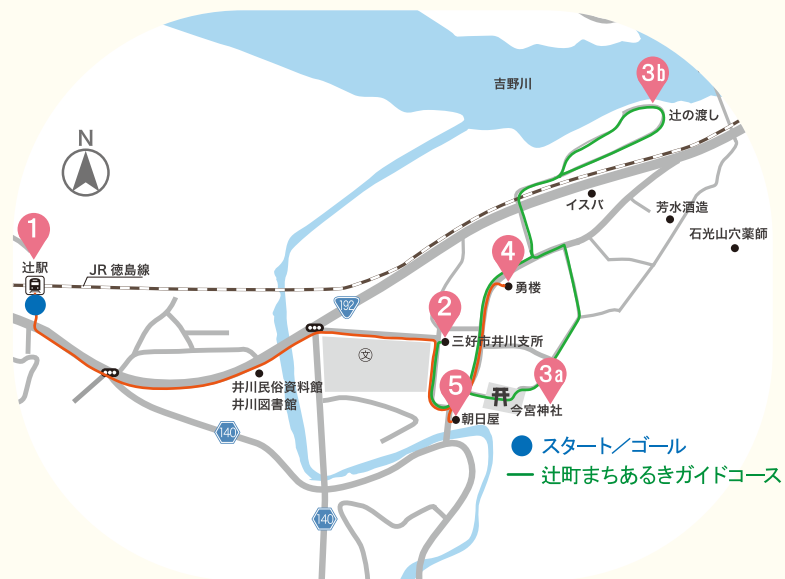 吉野川
3b
辻の渡し
N
イスパ
芳水酒造
石光山穴薬師
1
辻駅
JR徳島線
4
勇楼
192
2
三好市井川支所
文
井川民俗資料館
井川図書館
3a
5
今宮神社
朝日屋
140
140
スタート／ゴール
辻町まちあるきガイドコース